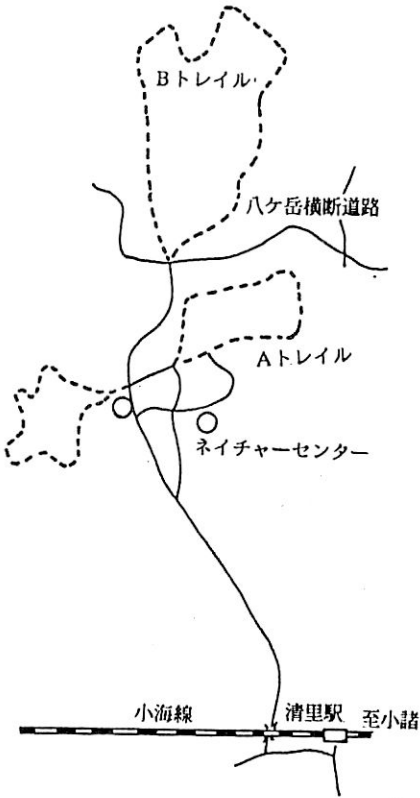 Bトレイル
八ケ岳横断道路
Aトレイル
ネイチャーセンター
小海線
清里駅
至小諸